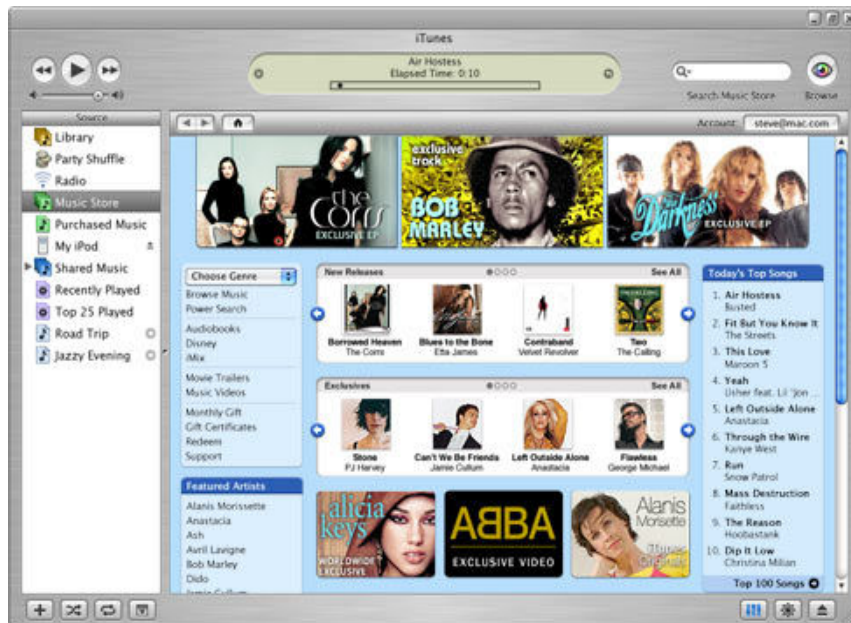 iTunes
Air Hostess
Elapsed Time: 0:10
Search Music Store
Browse
Source
Account: steve@mac.com
Library
Party Shuffle
Radio
Music Store
Purchased Music
My iPod
Shared Music
Recently Played
Top 25 Played
Road Trip
Jazzy Evening
the Corrs
EXCLUSIVE EP
exclusive track
BOB MARLEY
The Darkness
EXCLUSIVE EP
Choose Genre
Browse Music
Power Search
Audiobooks
Disney
iMix
Movie Trailers
Music Videos
Monthly Gift
Gift Certificates
Redeem
Support
Featured Artists
Alanis Morissette
Anastacia
Ash
Avril Lavigne
Bob Marley
Dido
Jamie Cullum
New Releases
See All
Borrowed Heaven
The Corrs
Blues to the Bone
Etta James
Contraband
Velvet Revolver
Two
The Calling
Exclusives
See All
Stone
PJ Harvey
Can't We Be Friends
Jamie Cullum
Left Outside Alone
Anastacia
Flawless
George Michael
alicia keys
WORLDWIDE EXCLUSIVE
ABBA
EXCLUSIVE VIDEO
Alanis Morissette
iTunes Originals
Today's Top Songs
1. Air Hostess
Busted
2. Fit But You Know It
The Streets
3. This Love
Maroon 5
4. Yeah
Usher feat. Lil 'Jon ...
5. Left Outside Alone
Anastacia
6. Through the Wire
Kanye West
7. Run
Snow Patrol
8. Mass Destruction
Faithless
9. The Reason
Hoobastank
10. Dip It Low
Christina Milian
Top 100 Songs